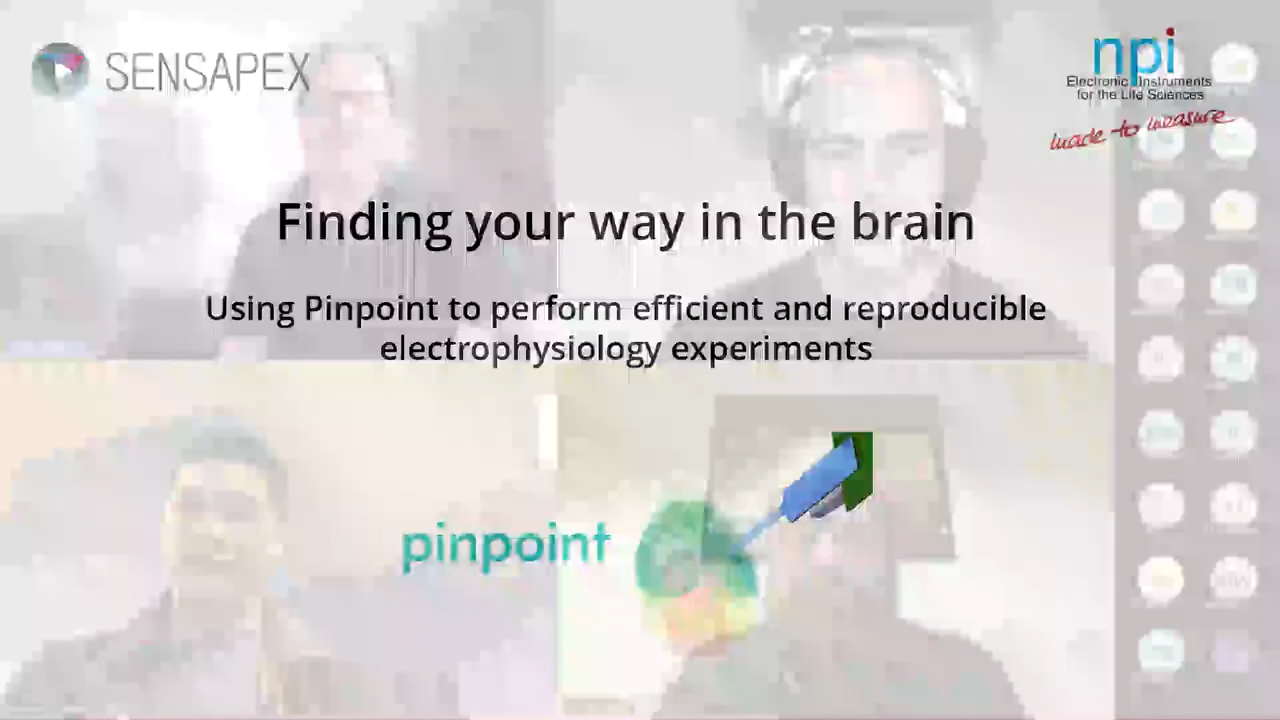 SENSAPEX
npi
Electronic Instruments
for the Life Sciences
made to measure
Finding your way in the brain
Using Pinpoint to perform efficient and reproducible
electrophysiology experiments
pinpoint